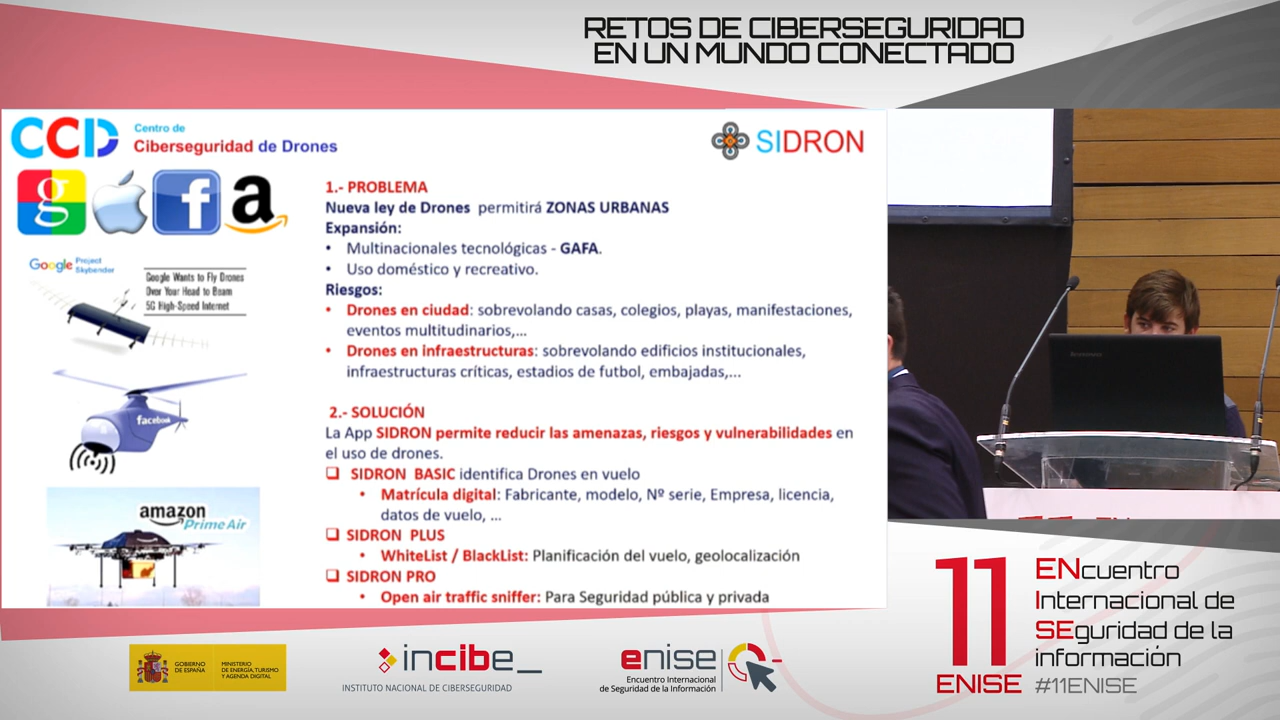 RETOS DE CIBERSEGURIDAD
EN UN MUNDO CONECTADO
CCD
Centro de
Ciberseguridad de Drones
SIDRON
g
f
a
Google Project
Skybender
Google Wants to Fly Drones
Over Your Head to Beam
5G High-Speed Internet
facebook
amazon
Prime Air
1.- PROBLEMA
Nueva ley de Drones permitirá ZONAS URBANAS
Expansión:
• Multinacionales tecnológicas - GAFA.
• Uso doméstico y recreativo.
Riesgos:
• Drones en ciudad: sobrevolando casas, colegios, playas, manifestaciones,
eventos multitudinarios,...
• Drones en infraestructuras: sobrevolando edificios institucionales,
infraestructuras críticas, estadios de futbol, embajadas,...
2.- SOLUCIÓN
La App SIDRON permite reducir las amenazas, riesgos y vulnerabilidades en
el uso de drones.
❑ SIDRON BASIC identifica Drones en vuelo
• Matrícula digital: Fabricante, modelo, Nº serie, Empresa, licencia,
datos de vuelo, ...
❑ SIDRON PLUS
• WhiteList / BlackList: Planificación del vuelo, geolocalización
❑ SIDRON PRO
• Open air traffic sniffer: Para Seguridad pública y privada
GOBIERNO
DE ESPAÑA
MINISTERIO
DE ENERGÍA, TURISMO
Y AGENDA DIGITAL
incibe_
INSTITUTO NACIONAL DE CIBERSEGURIDAD
enise
Encuentro Internacional
de Seguridad de la Información
11
ENISE
ENcuentro
Internacional de
SEguridad de la
información
#11ENISE